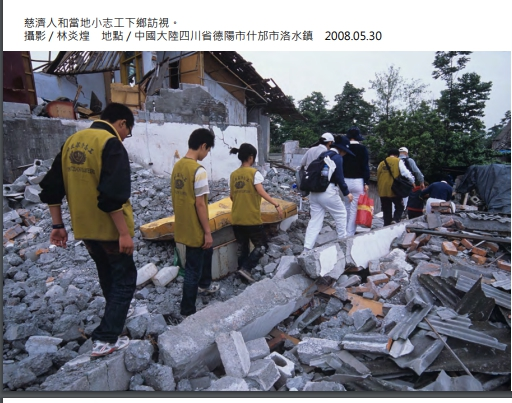 慈濟人和當地小志工下鄉訪視。
攝影 / 林炎煌　地點 / 中國大陸四川省德陽市什邡市洛水鎮　2008.05.30